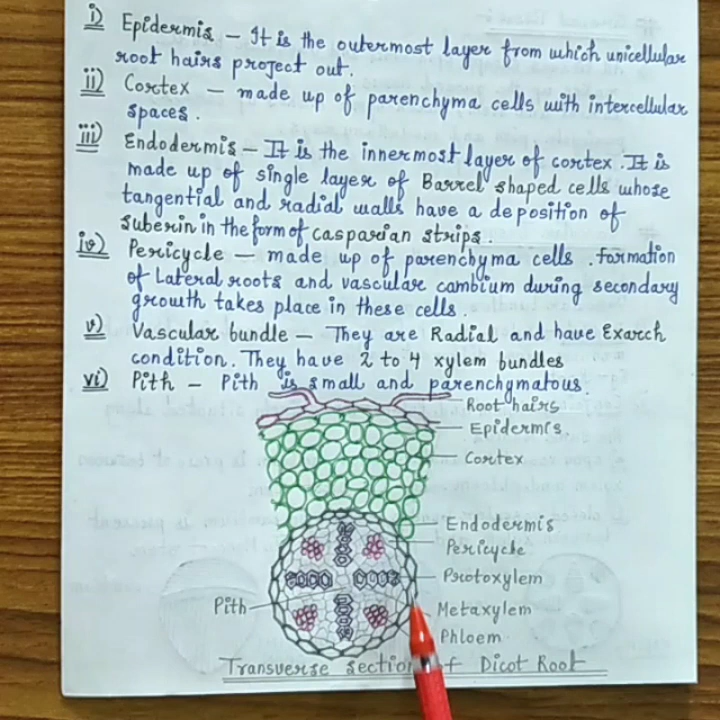 i) Epidermis – It is the outermost layer from which unicellular
root hairs project out.
ii) Cortex – made up of parenchyma cells with intercellular
spaces.
iii) Endodermis – It is the innermost layer of cortex. It is
made up of single layer of Barrel shaped cells whose
tangential and radial walls have a deposition of
suberin in the form of casparian strips.
iv) Pericycle – made up of parenchyma cells. Formation
of Lateral roots and vascular cambium during secondary
growth takes place in these cells.
v) Vascular bundle – They are Radial and have Exarch
condition. They have 2 to 4 xylem bundles
vi) Pith – Pith is small and parenchymatous.
Root hairs
Epidermis
Cortex
Endodermis
Pericycle
Protoxylem
Pith
Metaxylem
Phloem
Transverse section of Dicot Root